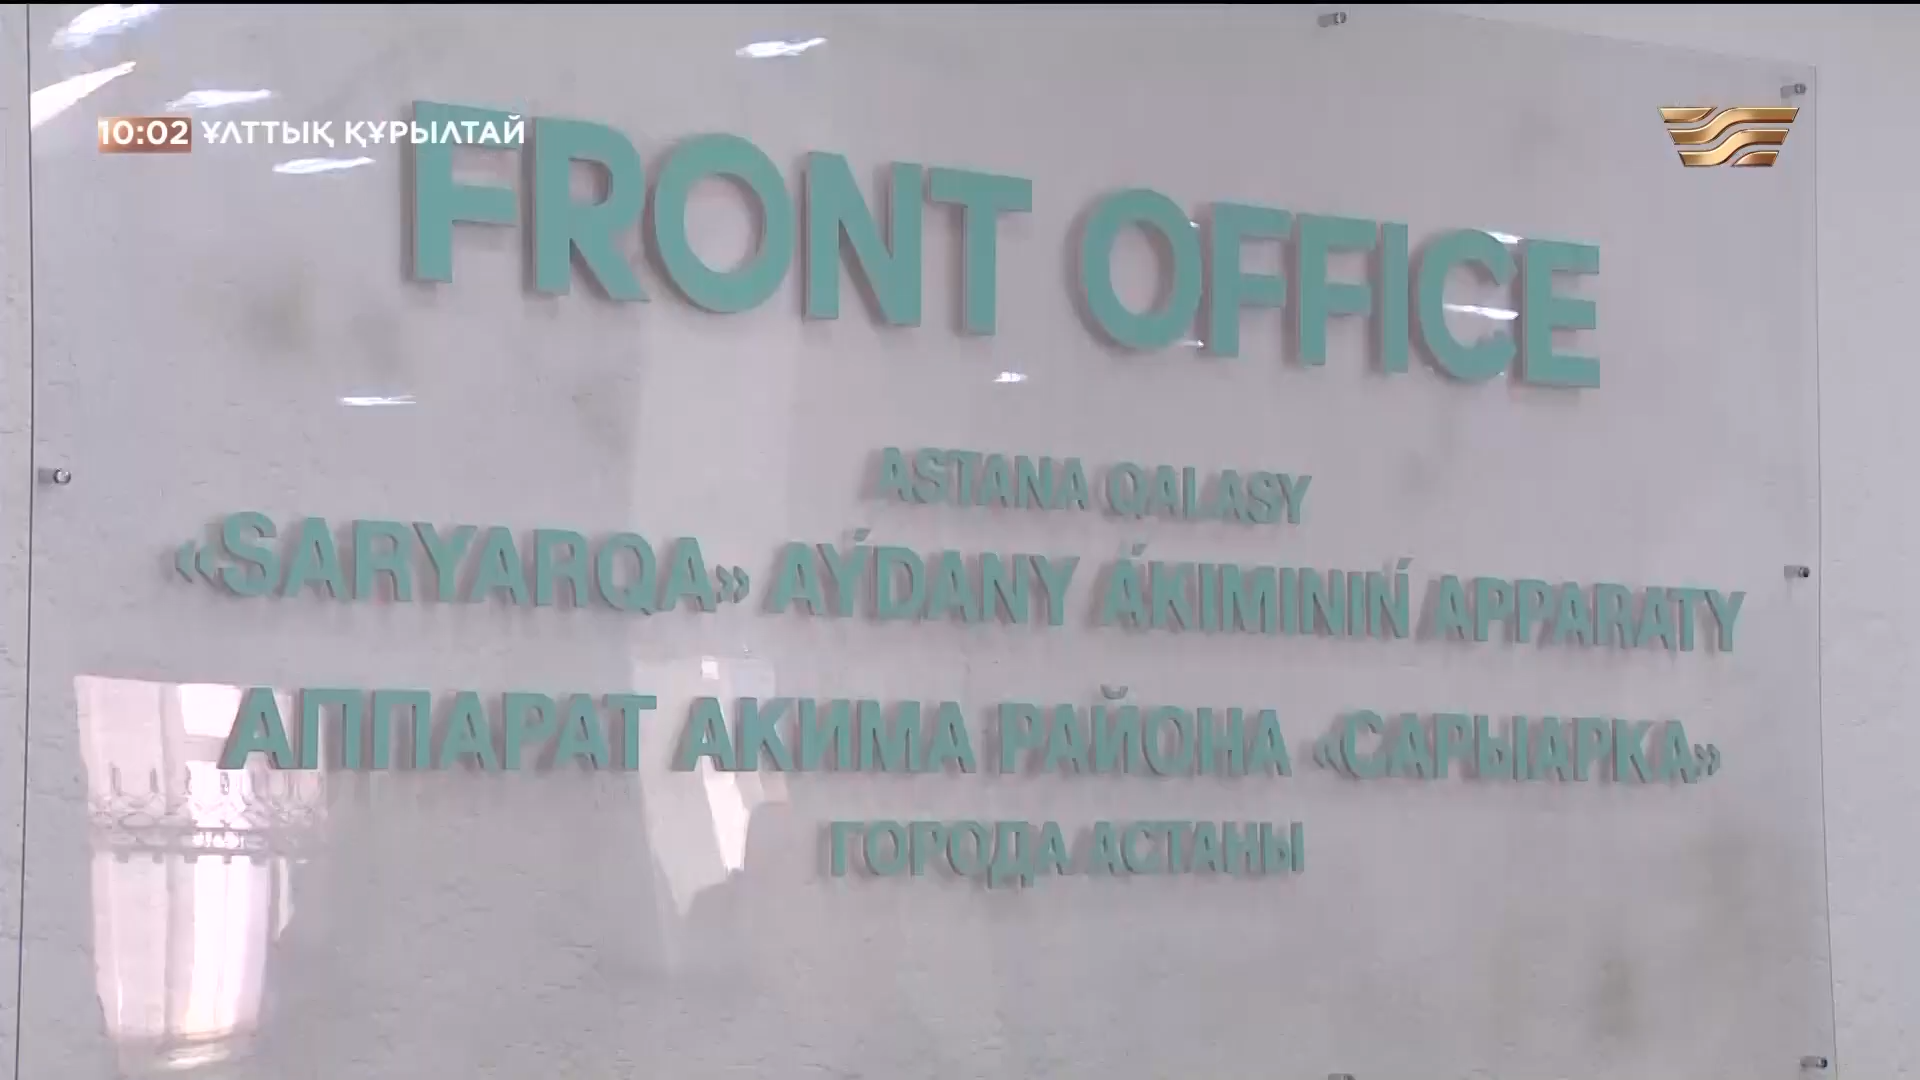 10:02 ҰЛТТЫҚ ҚҰРЫЛТАЙ
FRONT OFFICE
ASTANA QALASY
«SARYARQA» AÝDANY ÁKIMINIŃ APPARATY
АППАРАТ АКИМА РАЙОНА «САРЫАРКА»
ГОРОДА АСТАНЫ